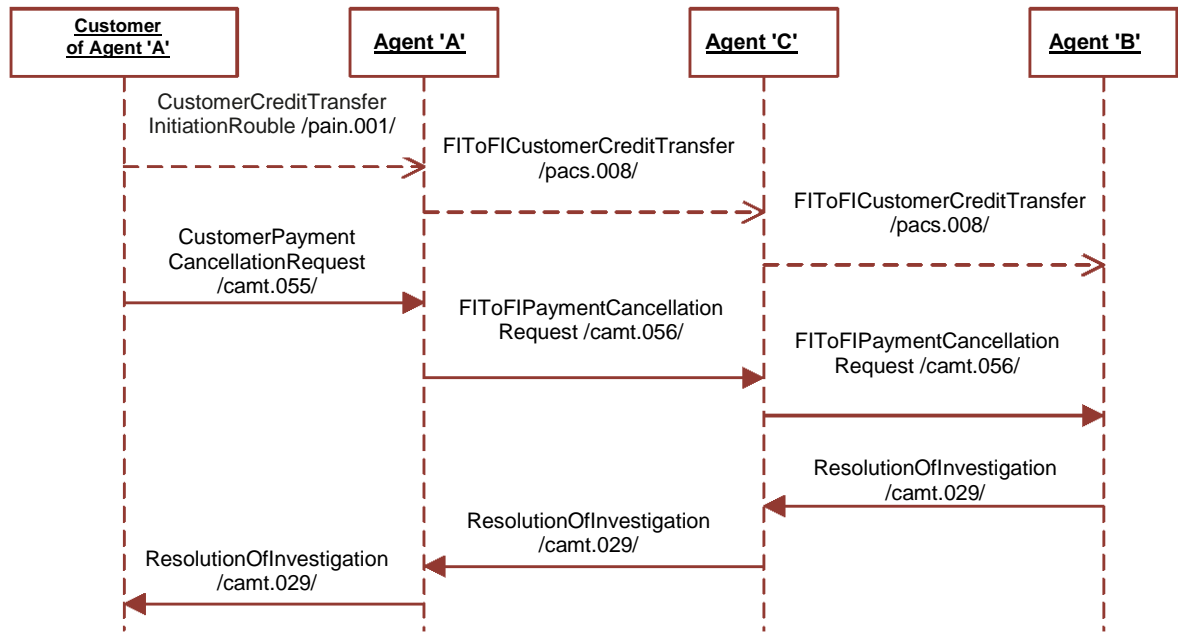 Customer
of Agent 'A'
Agent 'A'
Agent 'C'
Agent 'B'
CustomerCreditTransfer
InitiationRouble /pain.001/
FIToFICustomerCreditTransfer
/pacs.008/
FIToFICustomerCreditTransfer
/pacs.008/
CustomerPayment
CancellationRequest
/camt.055/
FIToFIPaymentCancellation
Request /camt.056/
FIToFIPaymentCancellation
Request /camt.056/
ResolutionOfInvestigation
/camt.029/
ResolutionOfInvestigation
/camt.029/
ResolutionOfInvestigation
/camt.029/